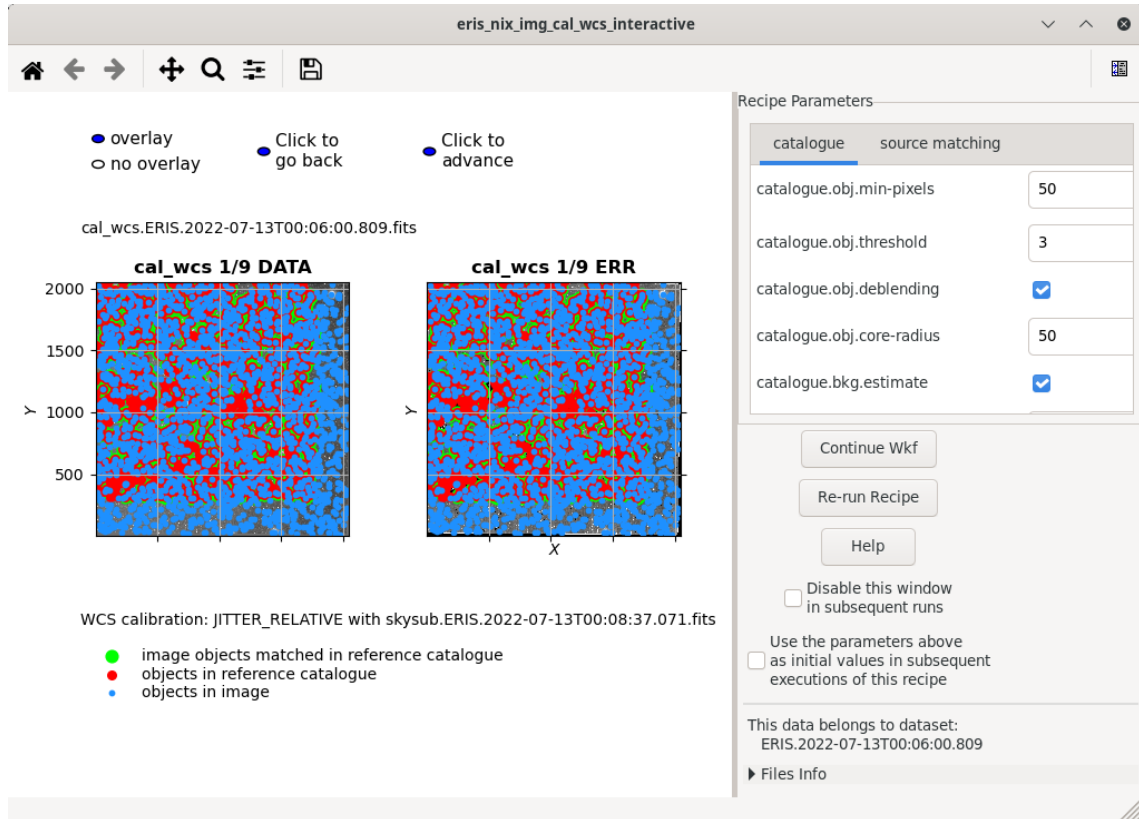 eris_nix_img_cal_wcs_interactive
overlay
no overlay
Click to
go back
Click to
advance
cal_wcs.ERIS.2022-07-13T00:06:00.809.fits
cal_wcs 1/9 DATA
cal_wcs 1/9 ERR
2000
1500
1000
500
Y
Y
X
WCS calibration: JITTER_RELATIVE with skysub.ERIS.2022-07-13T00:08:37.071.fits
image objects matched in reference catalogue
objects in reference catalogue
objects in image
Recipe Parameters
catalogue source matching
catalogue.obj.min-pixels 50
catalogue.obj.threshold 3
catalogue.obj.deblending
catalogue.obj.core-radius 50
catalogue.bkg.estimate
Continue Wkf
Re-run Recipe
Help
Disable this window
in subsequent runs
Use the parameters above
as initial values in subsequent
executions of this recipe
This data belongs to dataset:
ERIS.2022-07-13T00:06:00.809
Files Info